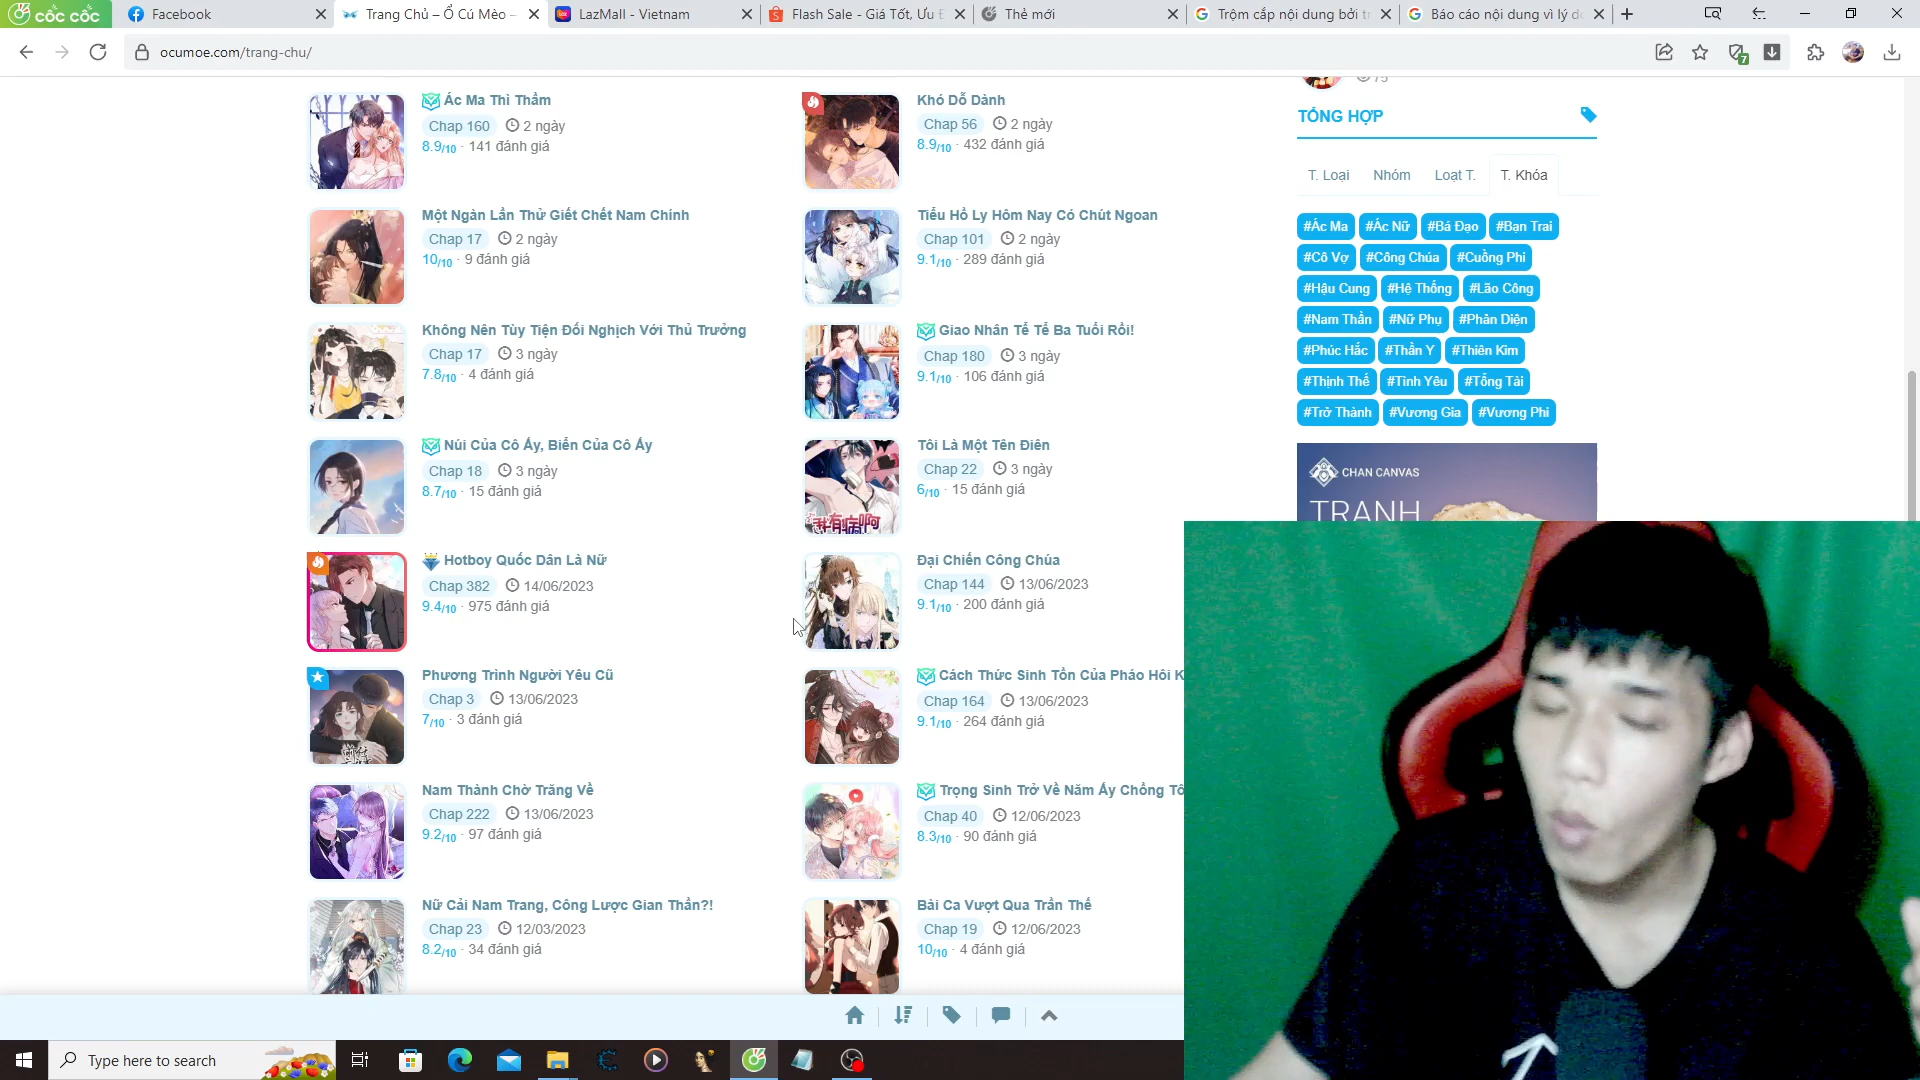 cốc cốc
Facebook
Trang Chủ – Ổ Cú Mèo –
LazMall - Vietnam
Flash Sale - Giá Tốt, Ưu Đ
Thẻ mới
Trộm cắp nội dung bởi tr
Báo cáo nội dung vì lý do
ocumoe.com/trang-chu/
7
75
Ác Ma Thì Thầm
Chap 160 2 ngày
8.9/10 · 141 đánh giá
Khó Dỗ Dành
Chap 56 2 ngày
8.9/10 · 432 đánh giá
Một Ngàn Lần Thử Giết Chết Nam Chính
Chap 17 2 ngày
10/10 · 9 đánh giá
Tiểu Hồ Ly Hôm Nay Có Chút Ngoan
Chap 101 2 ngày
9.1/10 · 289 đánh giá
Không Nên Tùy Tiện Đối Nghịch Với Thủ Trưởng
Chap 17 3 ngày
7.8/10 · 4 đánh giá
Giao Nhân Tể Tể Ba Tuổi Rồi!
Chap 180 3 ngày
9.1/10 · 106 đánh giá
Núi Của Cô Ấy, Biển Của Cô Ấy
Chap 18 3 ngày
8.7/10 · 15 đánh giá
Tôi Là Một Tên Điên
Chap 22 3 ngày
6/10 · 15 đánh giá
我有病啊
Hotboy Quốc Dân Là Nữ
Chap 382 14/06/2023
9.4/10 · 975 đánh giá
Đại Chiến Công Chúa
Chap 144 13/06/2023
9.1/10 · 200 đánh giá
Phương Trình Người Yêu Cũ
Chap 3 13/06/2023
7/10 · 3 đánh giá
Cách Thức Sinh Tồn Của Pháo Hôi K
Chap 164 13/06/2023
9.1/10 · 264 đánh giá
Nam Thành Chờ Trăng Về
Chap 222 13/06/2023
9.2/10 · 97 đánh giá
Trọng Sinh Trở Về Năm Ấy Chồng Tô
Chap 40 12/06/2023
8.3/10 · 90 đánh giá
Nữ Cải Nam Trang, Công Lược Gian Thần?!
Chap 23 12/03/2023
8.2/10 · 34 đánh giá
Bài Ca Vượt Qua Trần Thế
Chap 19 12/06/2023
10/10 · 4 đánh giá
TỔNG HỢP
T. Loại Nhóm Loạt T. T. Khóa
#Ác Ma #Ác Nữ #Bá Đạo #Bạn Trai
#Cô Vợ #Công Chúa #Cuồng Phi
#Hậu Cung #Hệ Thống #Lão Công
#Nam Thần #Nữ Phụ #Phản Diện
#Phúc Hắc #Thần Y #Thiên Kim
#Thịnh Thế #Tình Yêu #Tổng Tài
#Trở Thành #Vương Gia #Vương Phi
CHAN CANVAS
TRANH
Type here to search